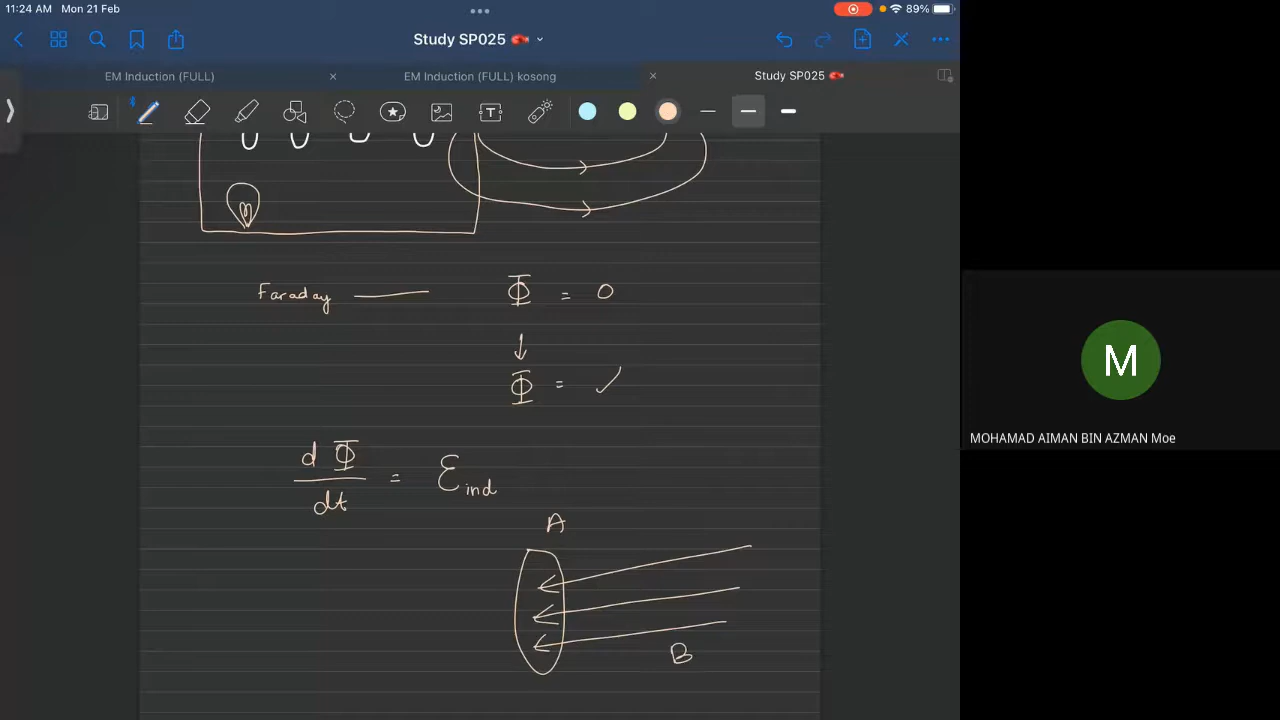 11:24 AM Mon 21 Feb
89%
Study SP025
EM Induction (FULL)
EM Induction (FULL) kosong
Study SP025
T
Faraday Φ = 0
↓
Φ = ✓
dΦ/dt = Ɛind
A
B
M
MOHAMAD AIMAN BIN AZMAN Moe